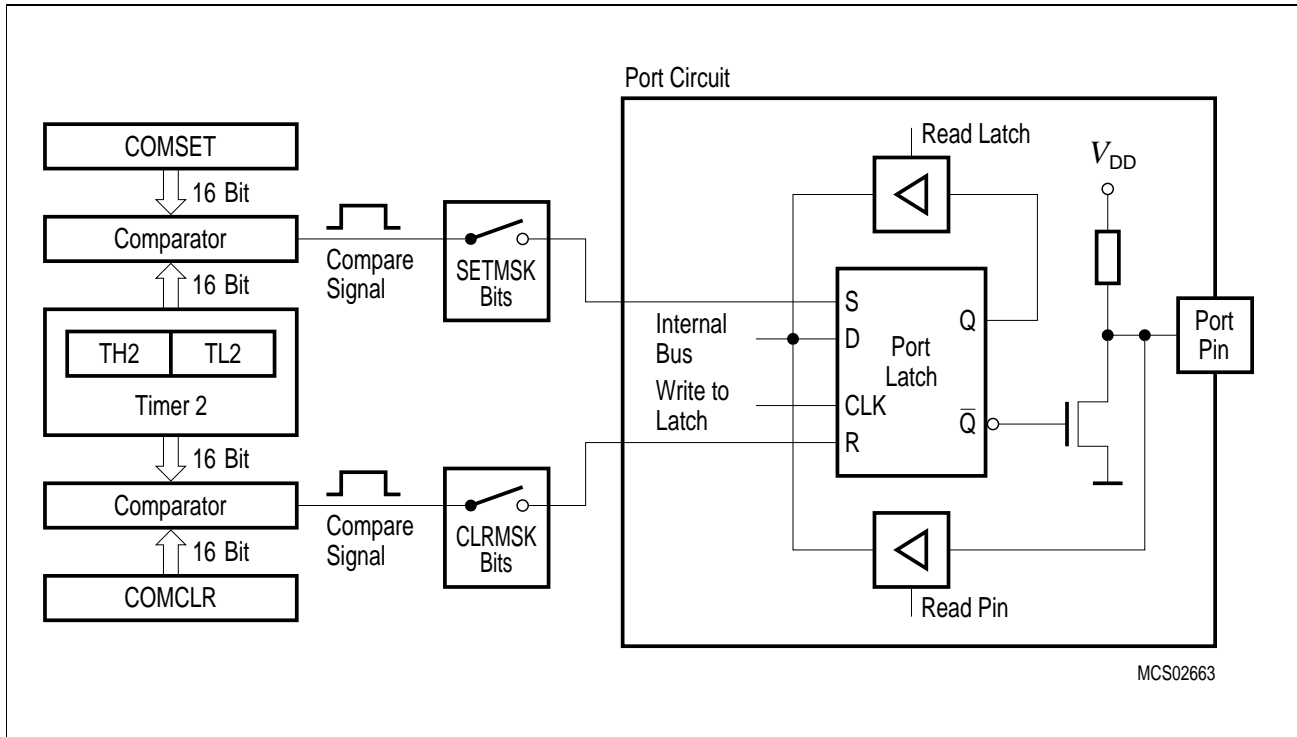 Port Circuit
COMSET
16 Bit
Comparator
16 Bit
TH2
TL2
Timer 2
16 Bit
Comparator
16 Bit
COMCLR
Compare
Signal
SETMSK
Bits
Compare
Signal
CLRMSK
Bits
Read Latch
VDD
Internal
Bus
Write to
Latch
S
D
CLK
R
Port
Latch
Q
Q̅
Port
Pin
Read Pin
MCS02663